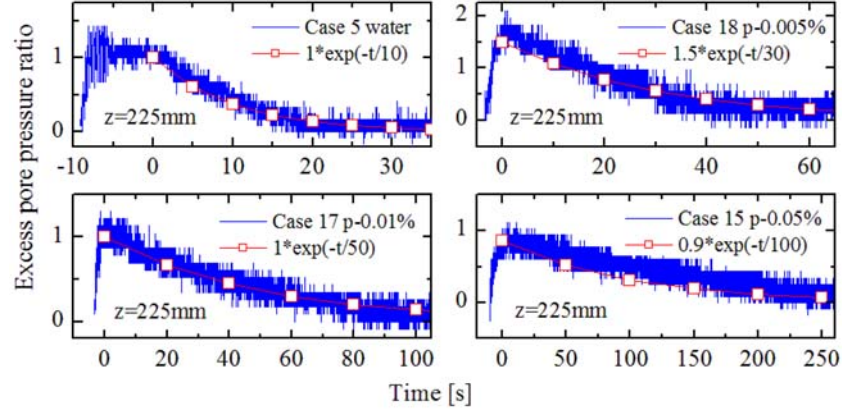 Excess pore pressure ratio
Case 5 water
1*exp(-t/10)
z=225mm
1
0
-10 0 10 20 30
Case 18 p-0.005%
1.5*exp(-t/30)
z=225mm
2
1
0
0 20 40 60
Case 17 p-0.01%
1*exp(-t/50)
z=225mm
1
0
0 20 40 60 80 100
Case 15 p-0.05%
0.9*exp(-t/100)
z=225mm
1
0
0 50 100 150 200 250
Time [s]